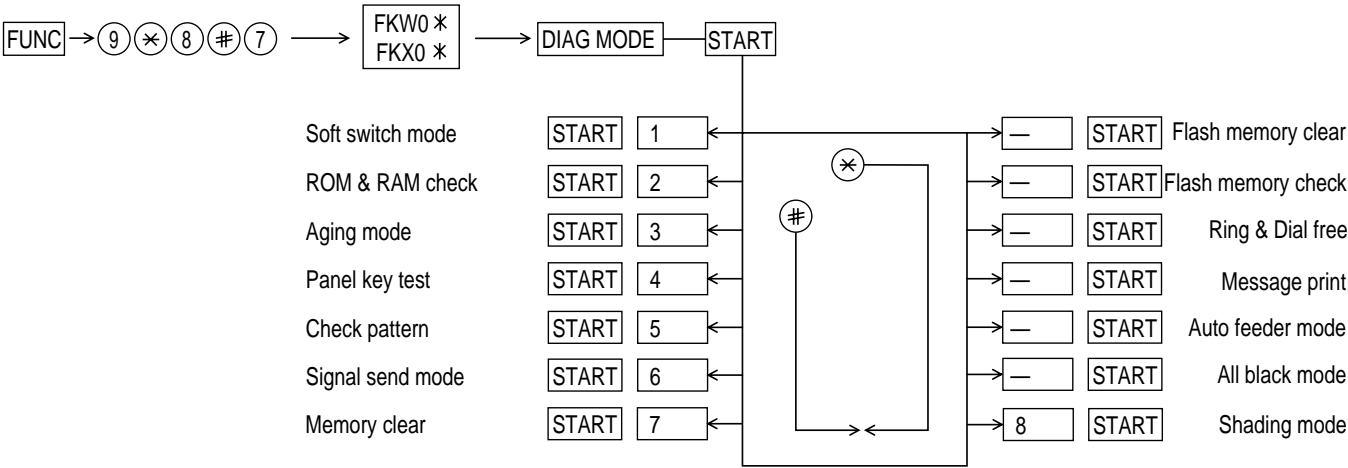 FUNC 9 * 8 # 7 FKW0 * DIAG MODE START
FKX0 *
Soft switch mode START 1 — START Flash memory clear
*
ROM & RAM check START 2 — START Flash memory check
#
Aging mode START 3 — START Ring & Dial free
Panel key test START 4 — START Message print
Check pattern START 5 — START Auto feeder mode
Signal send mode START 6 — START All black mode
Memory clear START 7 8 START Shading mode